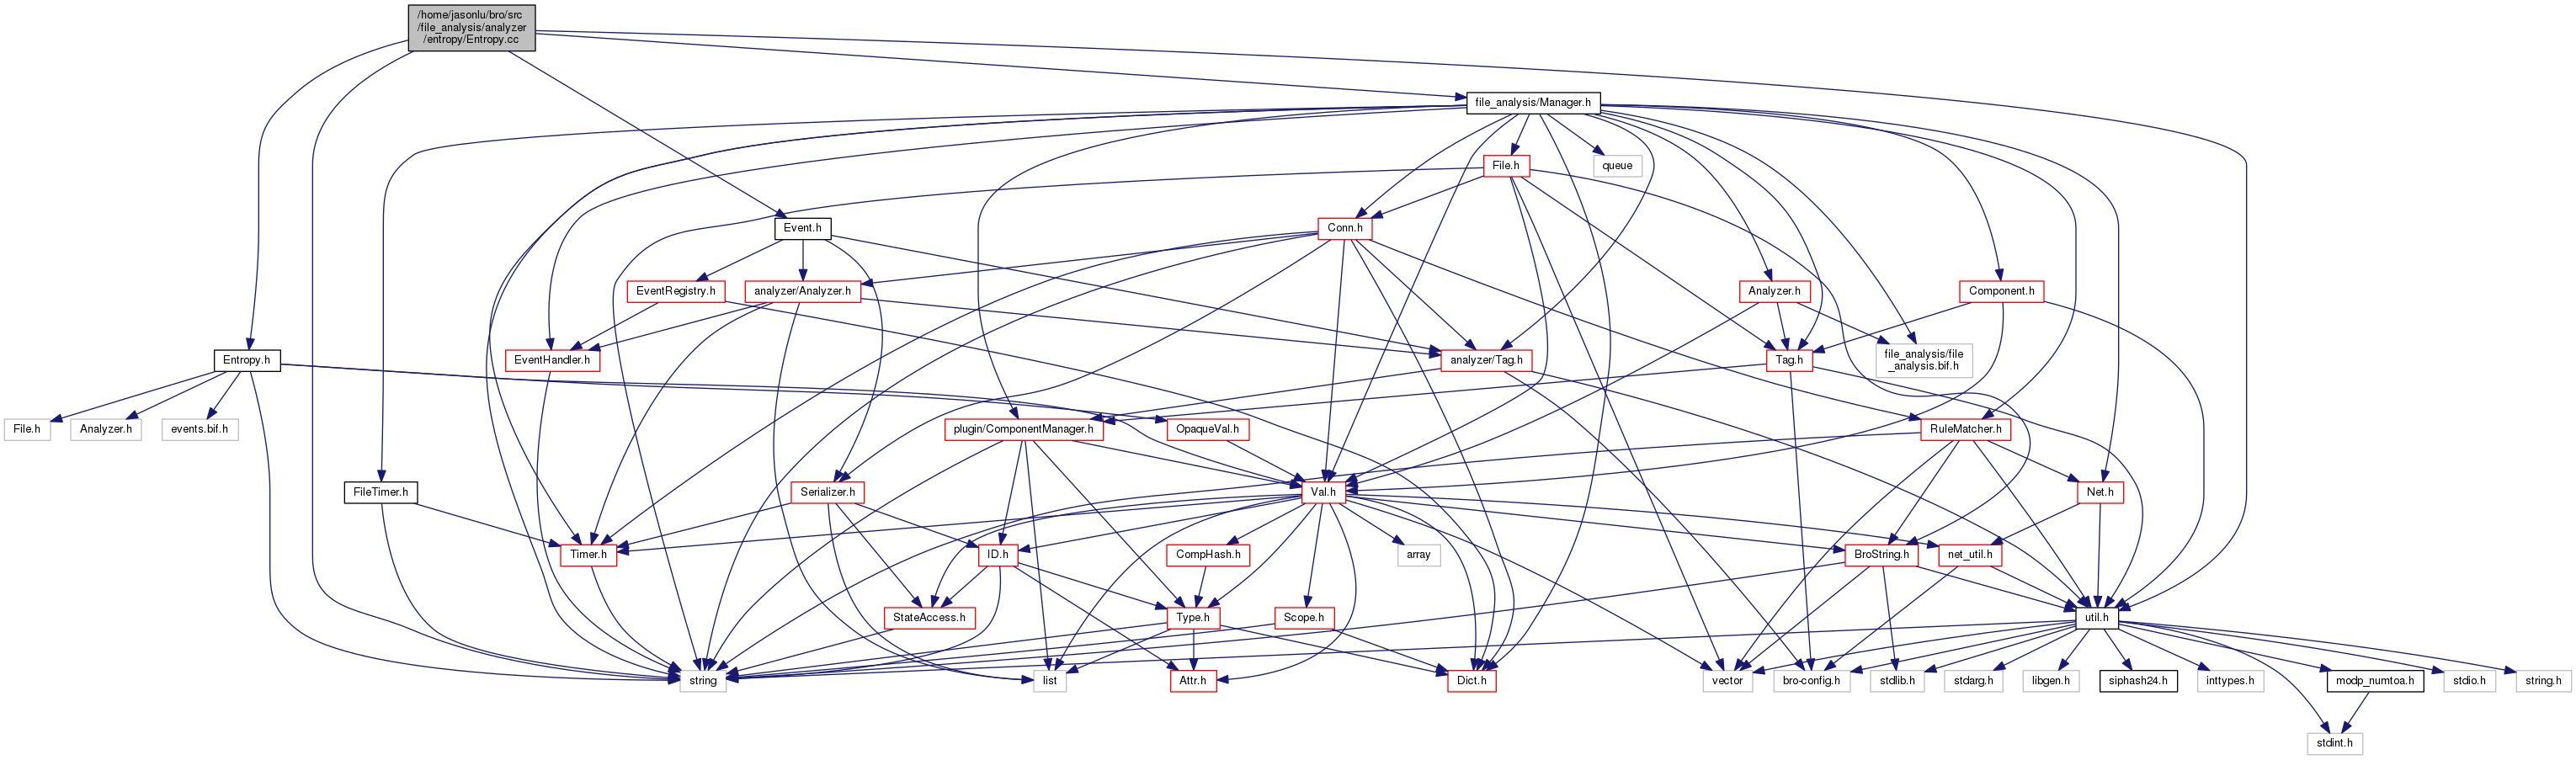 /home/jasonlu/bro/src
/file_analysis/analyzer
/entropy/Entropy.cc
file_analysis/Manager.h
File.h
queue
Event.h
Conn.h
EventRegistry.h
analyzer/Analyzer.h
Analyzer.h
Component.h
Entropy.h
EventHandler.h
analyzer/Tag.h
Tag.h
file_analysis/file
_analysis.bif.h
File.h
Analyzer.h
events.bif.h
plugin/ComponentManager.h
OpaqueVal.h
RuleMatcher.h
FileTimer.h
Serializer.h
Val.h
Net.h
Timer.h
ID.h
CompHash.h
array
BroString.h
net_util.h
StateAccess.h
Type.h
Scope.h
util.h
string
list
Attr.h
Dict.h
vector
bro-config.h
stdlib.h
stdarg.h
libgen.h
siphash24.h
inttypes.h
modp_numtoa.h
stdio.h
string.h
stdint.h